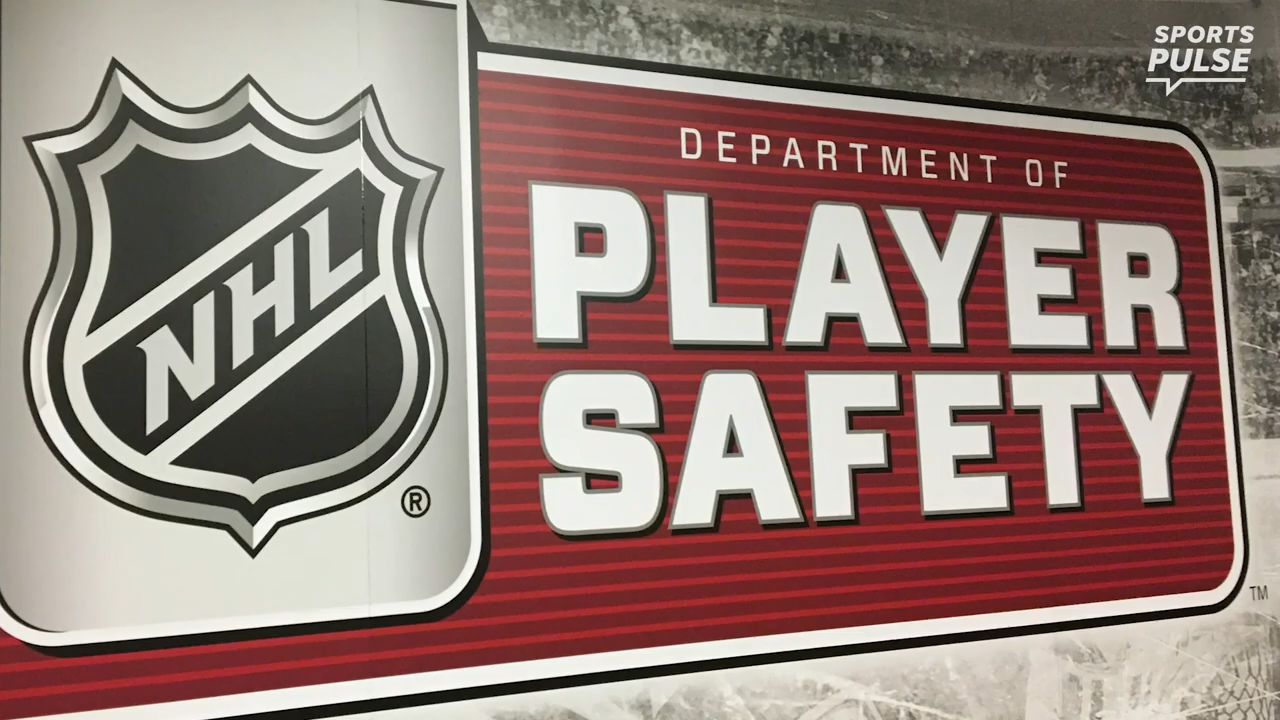 SPORTS
PULSE
NHL
®
DEPARTMENT OF
PLAYER
SAFETY
TM